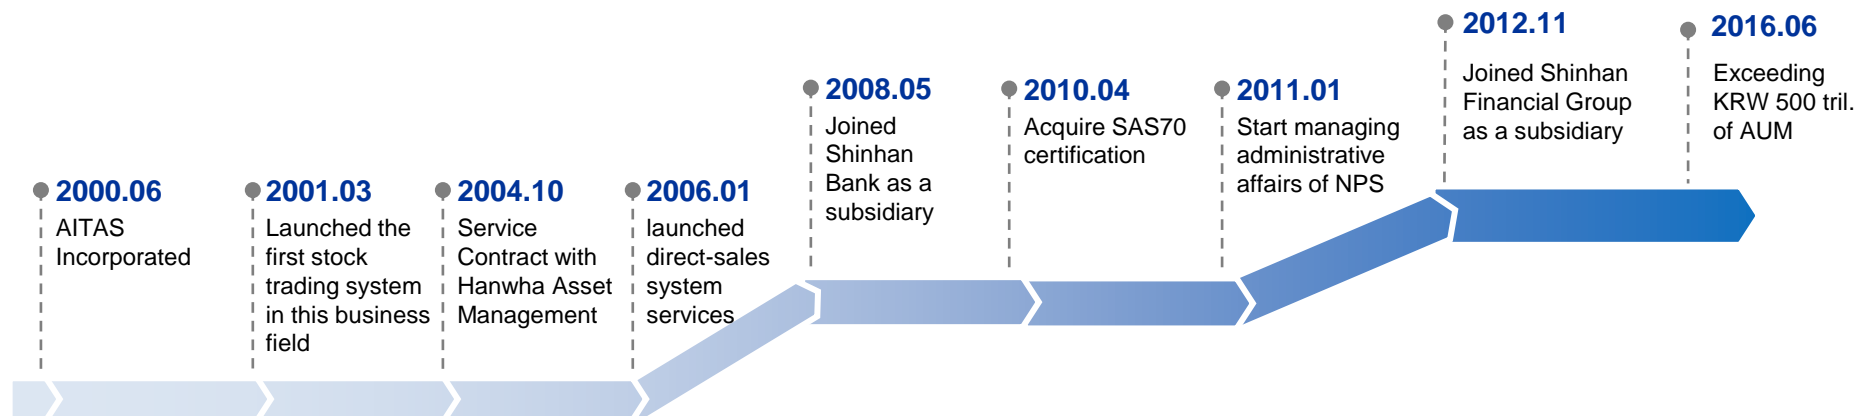 2000.06
AITAS
Incorporated
2001.03
Launched the
first stock
trading system
in this business
field
2004.10
Service
Contract with
Hanwha Asset
Management
2006.01
launched
direct-sales
system
services
2008.05
Joined
Shinhan
Bank as a
subsidiary
2010.04
Acquire SAS70
certification
2011.01
Start managing
administrative
affairs of NPS
2012.11
Joined Shinhan
Financial Group
as a subsidiary
2016.06
Exceeding
KRW 500 tril.
of AUM